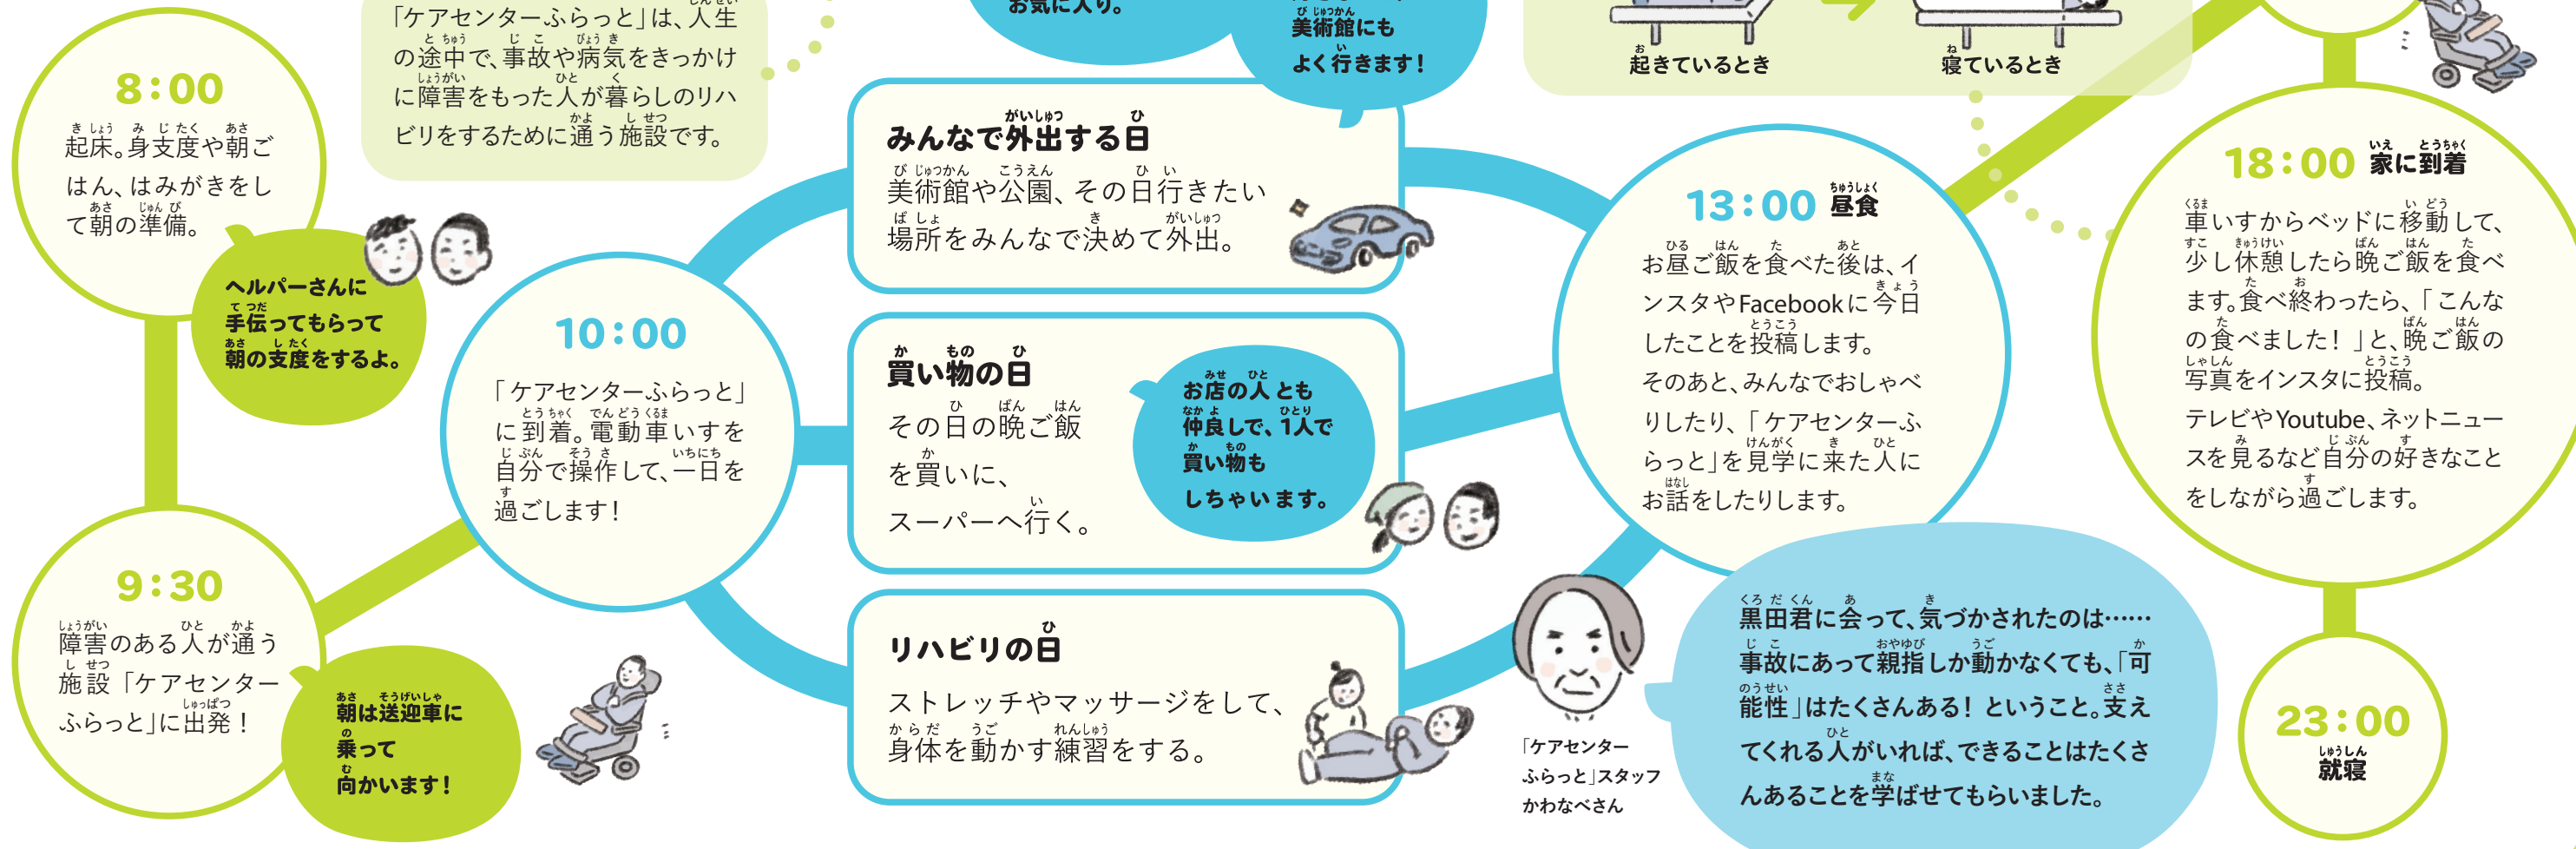 8:00
起床。身支度や朝ご
はん、はみがきをし
て朝の準備。
ヘルパーさんに
手伝ってもらって
朝の支度をするよ。
9:30
障害のある人が通う
施設「ケアセンター
ふらっと」に出発！
朝は送迎車に
乗って
向かいます！
「ケアセンターふらっと」は、人生
の途中で、事故や病気をきっかけ
に障害をもった人が暮らしのリハ
ビリをするために通う施設です。
10:00
「ケアセンターふらっと」
に到着。電動車いすを
自分で操作して、一日を
過ごします！
お気に入り。
美術館にも
よく行きます！
みんなで外出する日
美術館や公園、その日行きたい
場所をみんなで決めて外出。
買い物の日
その日の晩ご飯
を買いに、
スーパーへ行く。
お店の人とも
仲良しで、1人で
買い物も
しちゃいます。
リハビリの日
ストレッチやマッサージをして、
身体を動かす練習をする。
起きているとき
寝ているとき
13:00 昼食
お昼ご飯を食べた後は、イ
ンスタやFacebookに今日
したことを投稿します。
そのあと、みんなでおしゃべ
りしたり、「ケアセンターふ
らっと」を見学に来た人に
お話をしたりします。
「ケアセンター
ふらっと」スタッフ
かわなべさん
黒田君に会って、気づかされたのは……
事故にあって親指しか動かなくても、「可
能性」はたくさんある！ということ。支え
てくれる人がいれば、できることはたくさ
んあることを学ばせてもらいました。
18:00 家に到着
車いすからベッドに移動して、
少し休憩したら晩ご飯を食べ
ます。食べ終わったら、「こんな
の食べました！」と、晩ご飯の
写真をインスタに投稿。
テレビやYoutube、ネットニュー
スを見るなど自分の好きなこと
をしながら過ごします。
23:00
就寝